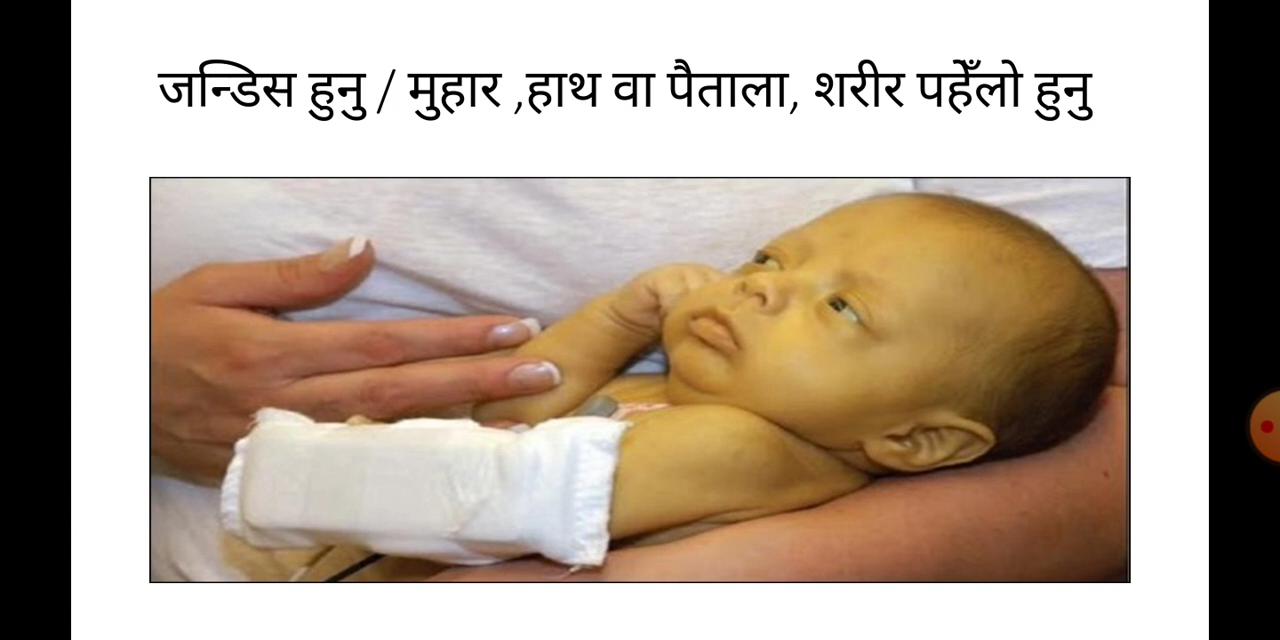 जन्डिस हुनु / मुहार ,हाथ वा पैताला, शरीर पहेँलो हुनु